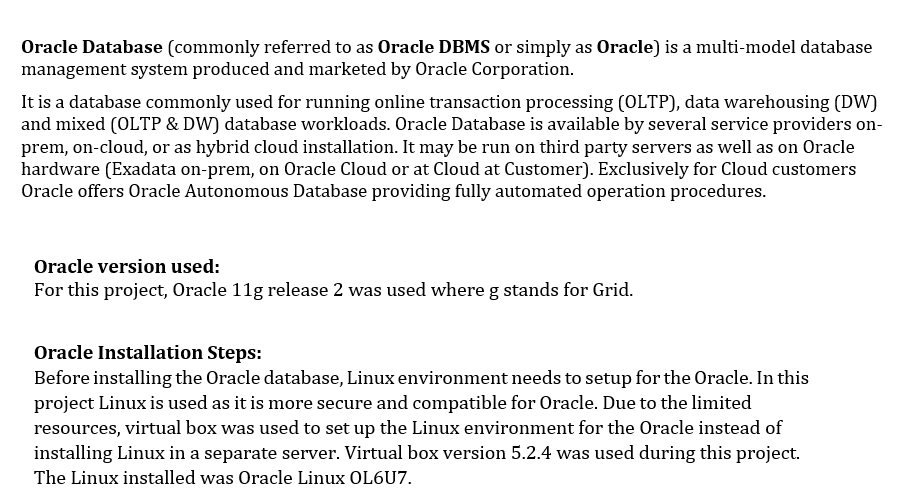 Oracle Database (commonly referred to as Oracle DBMS or simply as Oracle) is a multi-model database
management system produced and marketed by Oracle Corporation.
It is a database commonly used for running online transaction processing (OLTP), data warehousing (DW)
and mixed (OLTP & DW) database workloads. Oracle Database is available by several service providers on-
prem, on-cloud, or as hybrid cloud installation. It may be run on third party servers as well as on Oracle
hardware (Exadata on-prem, on Oracle Cloud or at Cloud at Customer). Exclusively for Cloud customers
Oracle offers Oracle Autonomous Database providing fully automated operation procedures.
Oracle version used:
For this project, Oracle 11g release 2 was used where g stands for Grid.
Oracle Installation Steps:
Before installing the Oracle database, Linux environment needs to setup for the Oracle. In this
project Linux is used as it is more secure and compatible for Oracle. Due to the limited
resources, virtual box was used to set up the Linux environment for the Oracle instead of
installing Linux in a separate server. Virtual box version 5.2.4 was used during this project.
The Linux installed was Oracle Linux OL6U7.